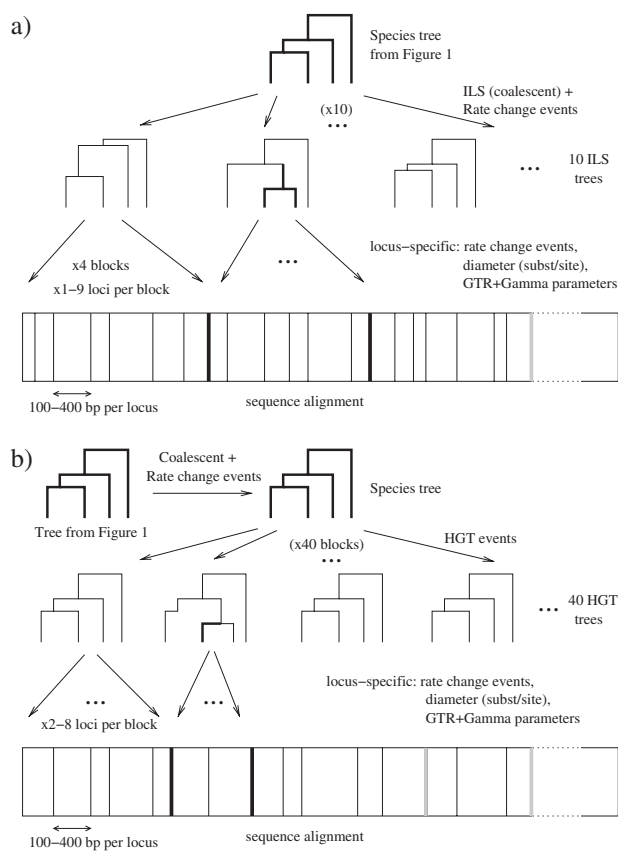 a)
Species tree
from Figure 1
ILS (coalescent) +
Rate change events
(x10)
...
...
10 ILS
trees
x4 blocks
x1−9 loci per block
...
locus−specific: rate change events,
diameter (subst/site),
GTR+Gamma parameters
100−400 bp per locus
sequence alignment
b)
Coalescent +
Rate change events
Species tree
Tree from Figure 1
(x40 blocks)
...
HGT events
...
40 HGT
trees
...
...
x2−8 loci per block
locus−specific: rate change events,
diameter (subst/site),
GTR+Gamma parameters
100−400 bp per locus
sequence alignment